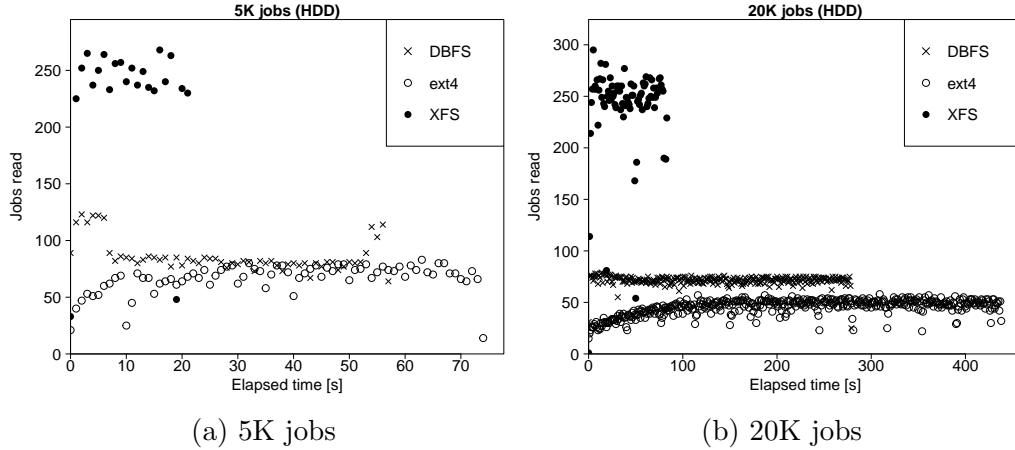 5K jobs (HDD)
250
200
150
100
50
0
Jobs read
DBFS
ext4
XFS
0 10 20 30 40 50 60 70
Elapsed time [s]
(a) 5K jobs
20K jobs (HDD)
300
250
200
150
100
50
0
Jobs read
DBFS
ext4
XFS
0 100 200 300 400
Elapsed time [s]
(b) 20K jobs